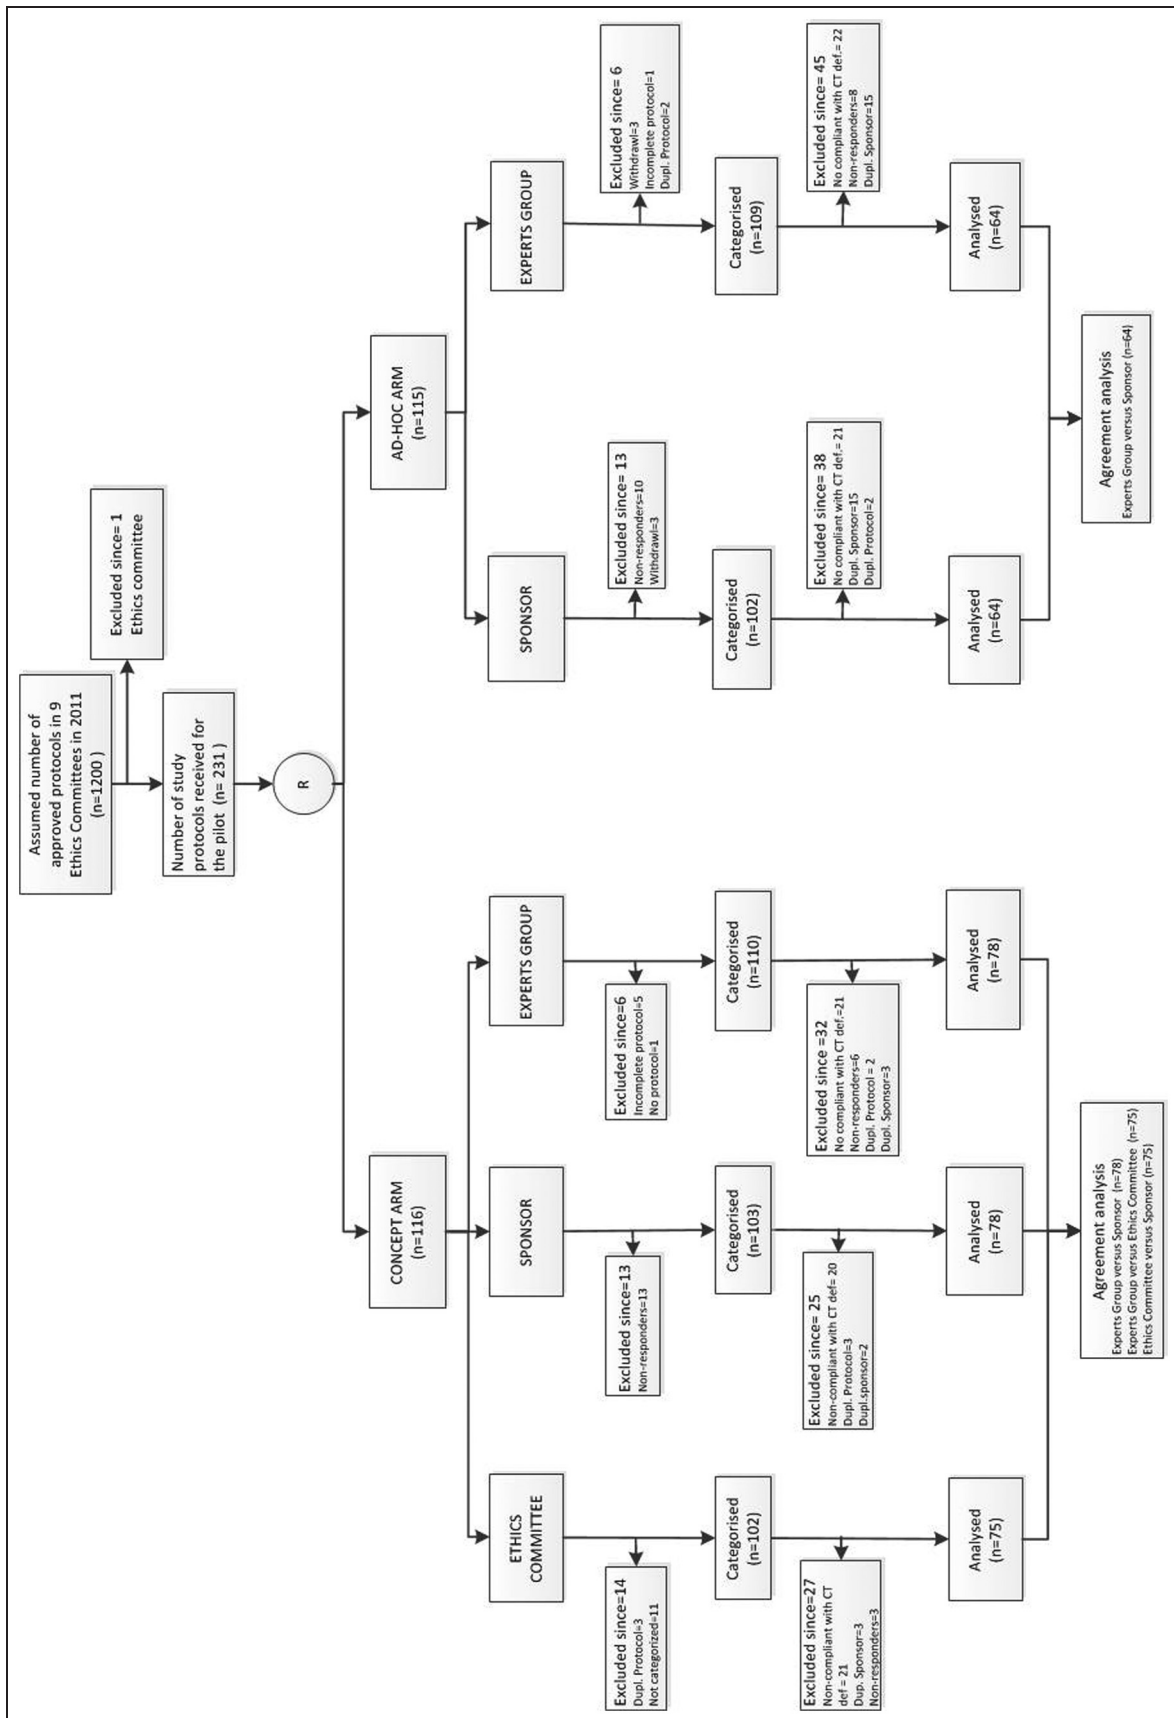 Assumed number of
approved protocols in 9
Ethics Committees in 2011
(n=1200 )
Excluded since= 1
Ethics committee
Number of study
protocols received for
the pilot (n= 231 )
R
CONCEPT ARM
(n=116)
AD-HOC ARM
(n=115)
ETHICS
COMMITTEE
SPONSOR
EXPERTS GROUP
SPONSOR
EXPERTS GROUP
Excluded since=14
Dupl. Protocol=3
Not categorized=11
Excluded since=13
Non-responders=13
Excluded since=6
Incomplete protocol=5
No protocol=1
Excluded since= 13
Non-responders=10
Withdrawl=3
Excluded since= 6
Withdrawl=3
Incomplete protocol=1
Dupl. Protocol=2
Categorised
(n=102)
Categorised
(n=103)
Categorised
(n=110)
Categorised
(n=102)
Categorised
(n=109)
Excluded since=27
Non-compliant with CT
def = 21
Dup. Sponsor=3
Non-responders=3
Excluded since= 25
Non-compliant with CT def= 20
Dupl. Protocol=3
Dupl.sponsor=2
Excluded since =32
No compliant with CT def.=21
Non-responders=6
Dupl. Protocol = 2
Dupl. Sponsor=3
Excluded since= 38
No compliant with CT def.= 21
Dupl. Sponsor=15
Dupl. Protocol=2
Excluded since= 45
No compliant with CT def.= 22
Non-responders=8
Dupl. Sponsor=15
Analysed
(n=75)
Analysed
(n=78)
Analysed
(n=78)
Analysed
(n=64)
Analysed
(n=64)
Agreement analysis
Experts Group versus Sponsor (n=78)
Experts Group versus Ethics Committee (n=75)
Ethics Committee versus Sponsor (n=75)
Agreement analysis
Experts Group versus Sponsor (n=64)